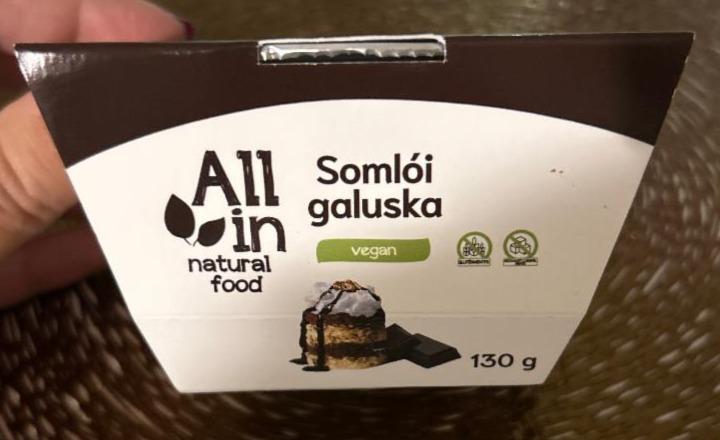 All
in
natural
food
Somlói
galuska
vegan
130 g